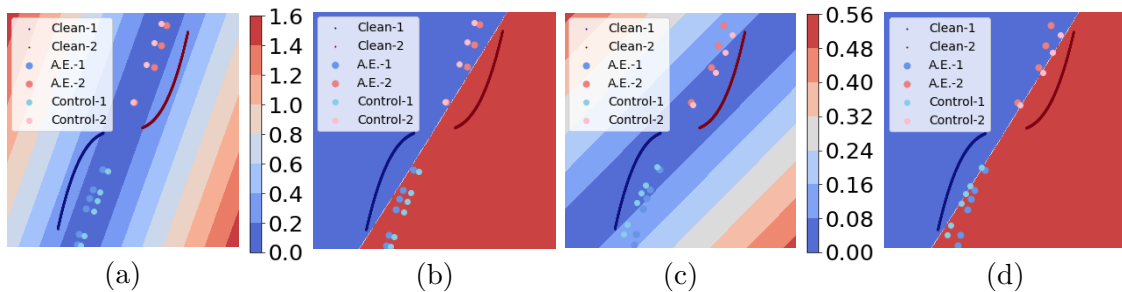 Clean-1
Clean-2
A.E.-1
A.E.-2
Control-1
Control-2
1.6
1.4
1.2
1.0
0.8
0.6
0.4
0.2
0.0
Clean-1
Clean-2
A.E.-1
A.E.-2
Control-1
Control-2
Clean-1
Clean-2
A.E.-1
A.E.-2
Control-1
Control-2
0.56
0.48
0.40
0.32
0.24
0.16
0.08
0.00
Clean-1
Clean-2
A.E.-1
A.E.-2
Control-1
Control-2
(a) (b) (c) (d)